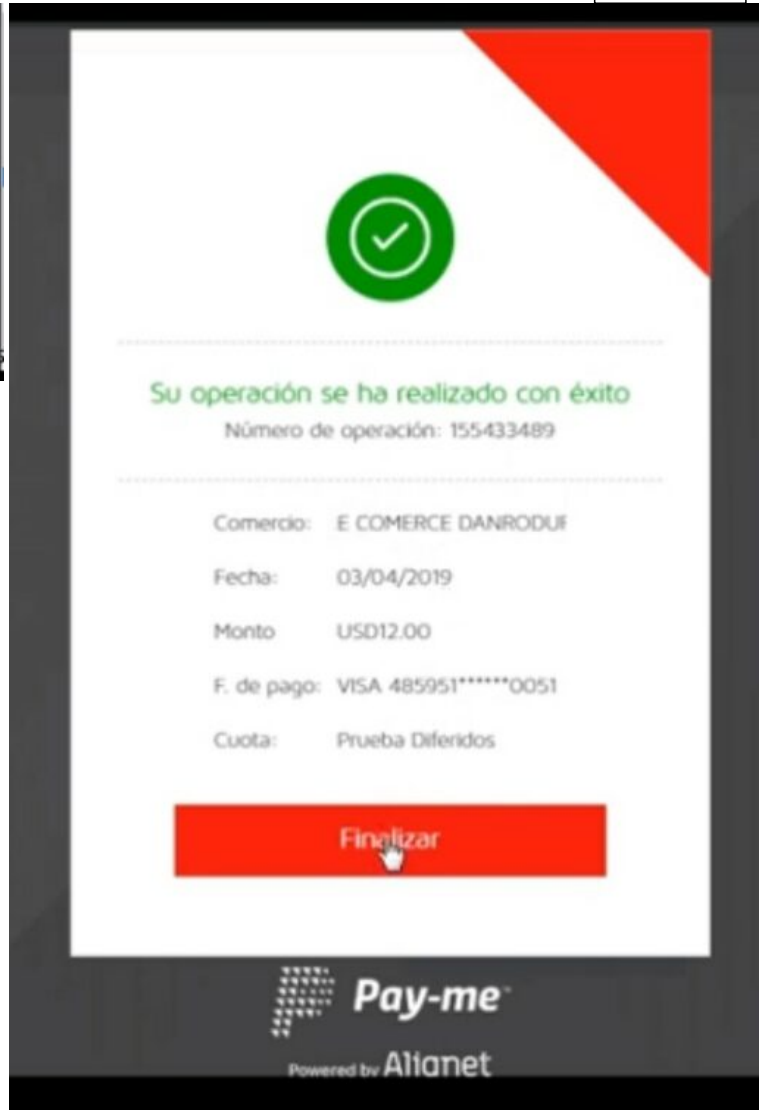 Su operación se ha realizado con éxito
Número de operación: 155433489
Comercio: E COMERCE DANRODUF
Fecha: 03/04/2019
Monto USD12.00
F. de pago: VISA 485951******0051
Cuota: Prueba Diferidos
Finalizar
Pay-me
Powered by Alignet